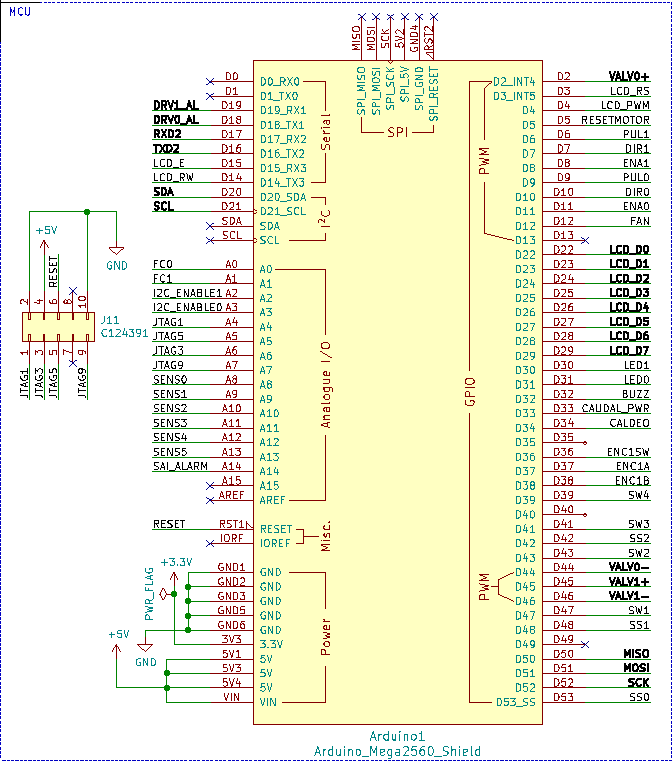 MCU
MISO MOSI SCK 5V2 GND4 RST2
SPI_MISO SPI_MOSI SPI_SCK SPI_5V SPI_GND SPI_RESET
SPI
D0 D0_RX0 D2_INT4 D2 VALV0+
D1 D1_TX0 D3_INT5 D3 LCD_RS
DRV1_AL D19 D19_RX1 D4 D4 LCD_PWM
DRV0_AL D18 D18_TX1 D5 D5 RESETMOTOR
RXD2 D17 D17_RX2 D6 D6 PUL1
TXD2 D16 D16_TX2 D7 D7 DIR1
LCD_E D15 D15_RX3 D8 D8 ENA1
LCD_RW D14 D14_TX3 D9 D9 PUL0
SDA D20 D20_SDA D10 D10 DIR0
SCL D21 D21_SCL D11 D11 ENA0
SDA SDA D12 D12 FAN
SCL SCL D13 D13
Serial
I²C
PWM
D22 D22 LCD_D0
FC0 A0 A0 D23 D23 LCD_D1
FC1 A1 A1 D24 D24 LCD_D2
I2C_ENABLE1 A2 A2 D25 D25 LCD_D3
I2C_ENABLE0 A3 A3 D26 D26 LCD_D4
JTAG1 A4 A4 D27 D27 LCD_D5
JTAG5 A5 A5 D28 D28 LCD_D6
JTAG3 A6 A6 D29 D29 LCD_D7
JTAG9 A7 A7 D30 D30 LED1
SENS0 A8 A8 D31 D31 LED0
SENS1 A9 A9 D32 D32 BUZZ
SENS2 A10 A10 D33 D33 CAUDAL_PWR
SENS3 A11 A11 D34 D34 CALDEO
SENS4 A12 A12 D35 D35
SENS5 A13 A13 D36 D36 ENC1SW
SAI_ALARM A14 A14 D37 D37 ENC1A
A15 A15 D38 D38 ENC1B
AREF AREF D39 D39 SW4
Analogue I/O
GPIO
D40 D40
RESET RST1 RESET D41 D41 SW3
IORF IOREF D42 D42 SS2
Misc.
D43 D43 SW2
GND1 GND D44 D44 VALV0-
GND2 GND D45 D45 VALV1+
GND3 GND D46 D46 VALV1-
GND5 GND D47 D47 SW1
GND6 GND D48 D48 SS1
3V3 3.3V D49 D49
5V1 5V D50 D50 MISO
5V3 5V D51 D51 MOSI
5V4 5V D52 D52 SCK
VIN VIN D53_SS D53 SS0
Power
PWM
+5V
GND
RESET
2 4 6 8 10
J11
C124391
1 3 5 7 9
JTAG1 JTAG3 JTAG5 JTAG9
+3.3V
PWR_FLAG
+5V
GND
Arduino1
Arduino_Mega2560_Shield